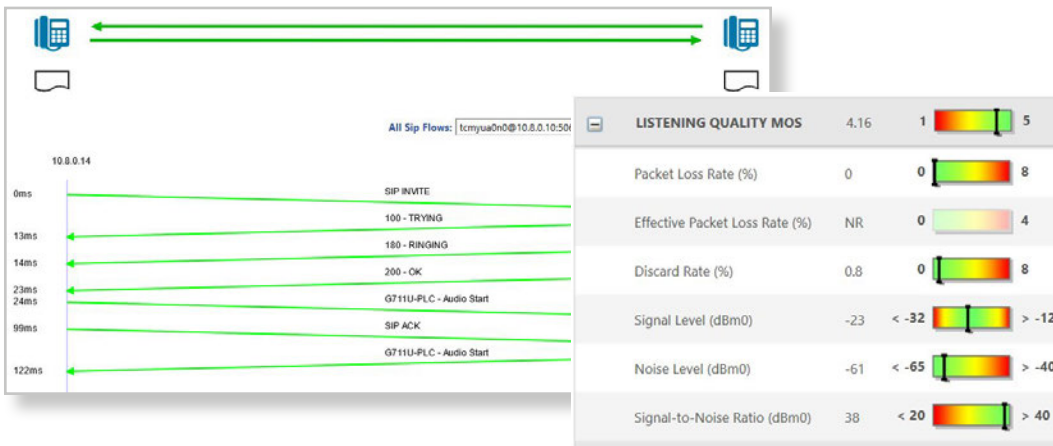 All Sip Flows: tcmyua0n0@10.8.0.10:506
10.8.0.14
0ms
SIP INVITE
100 - TRYING
13ms
180 - RINGING
14ms
200 - OK
23ms
24ms
G711U-PLC - Audio Start
99ms
SIP ACK
G711U-PLC - Audio Start
122ms
LISTENING QUALITY MOS 4.16 1 5
Packet Loss Rate (%) 0 0 8
Effective Packet Loss Rate (%) NR 0 4
Discard Rate (%) 0.8 0 8
Signal Level (dBm0) -23 < -32 > -12
Noise Level (dBm0) -61 < -65 > -40
Signal-to-Noise Ratio (dBm0) 38 < 20 > 40